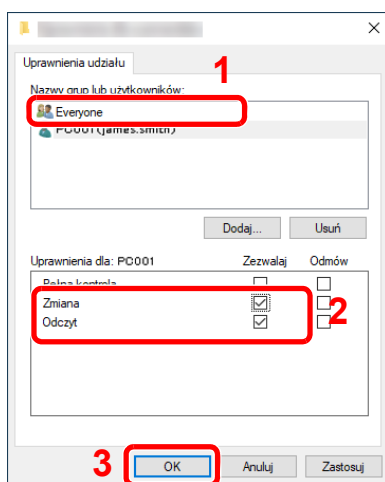 Uprawnienia udziału
1
Nazwy grup lub użytkowników:
Everyone
PC001(james.smith)
Dodaj...
Usuń
Uprawnienia dla: PC001
Zezwalaj
Odmów
Pełna kontrola
Zmiana
Odczyt
2
3
OK
Anuluj
Zastosuj